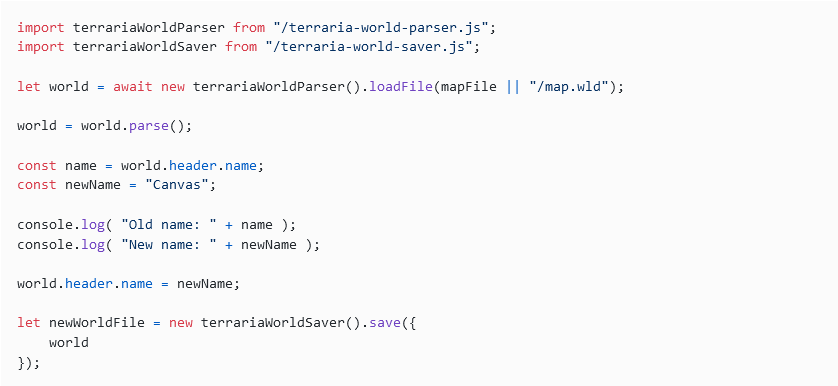 import terrariaWorldParser from "/terraria-world-parser.js";
import terrariaWorldSaver from "/terraria-world-saver.js";
let world = await new terrariaWorldParser().loadFile(mapFile || "/map.wld");
world = world.parse();
const name = world.header.name;
const newName = "Canvas";
console.log( "Old name: " + name );
console.log( "New name: " + newName );
world.header.name = newName;
let newWorldFile = new terrariaWorldSaver().save({
    world
});